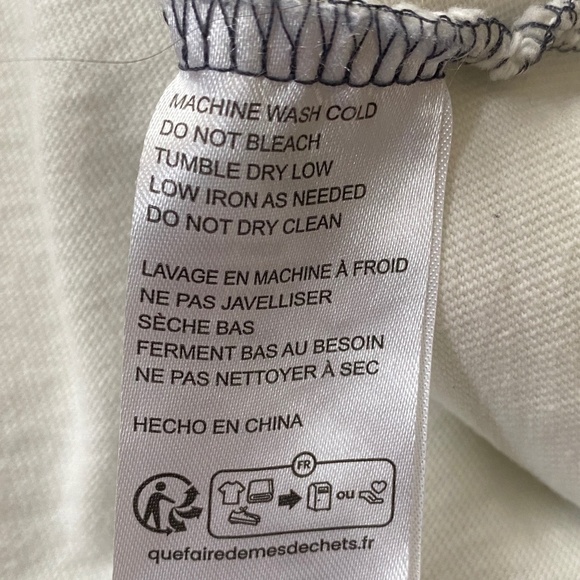 MACHINE WASH COLD
DO NOT BLEACH
TUMBLE DRY LOW
LOW IRON AS NEEDED
DO NOT DRY CLEAN
LAVAGE EN MACHINE À FROID
NE PAS JAVELLISER
SÈCHE BAS
FERMENT BAS AU BESOIN
NE PAS NETTOYER À SEC
HECHO EN CHINA
FR
ou
quefairedemesdechets.fr